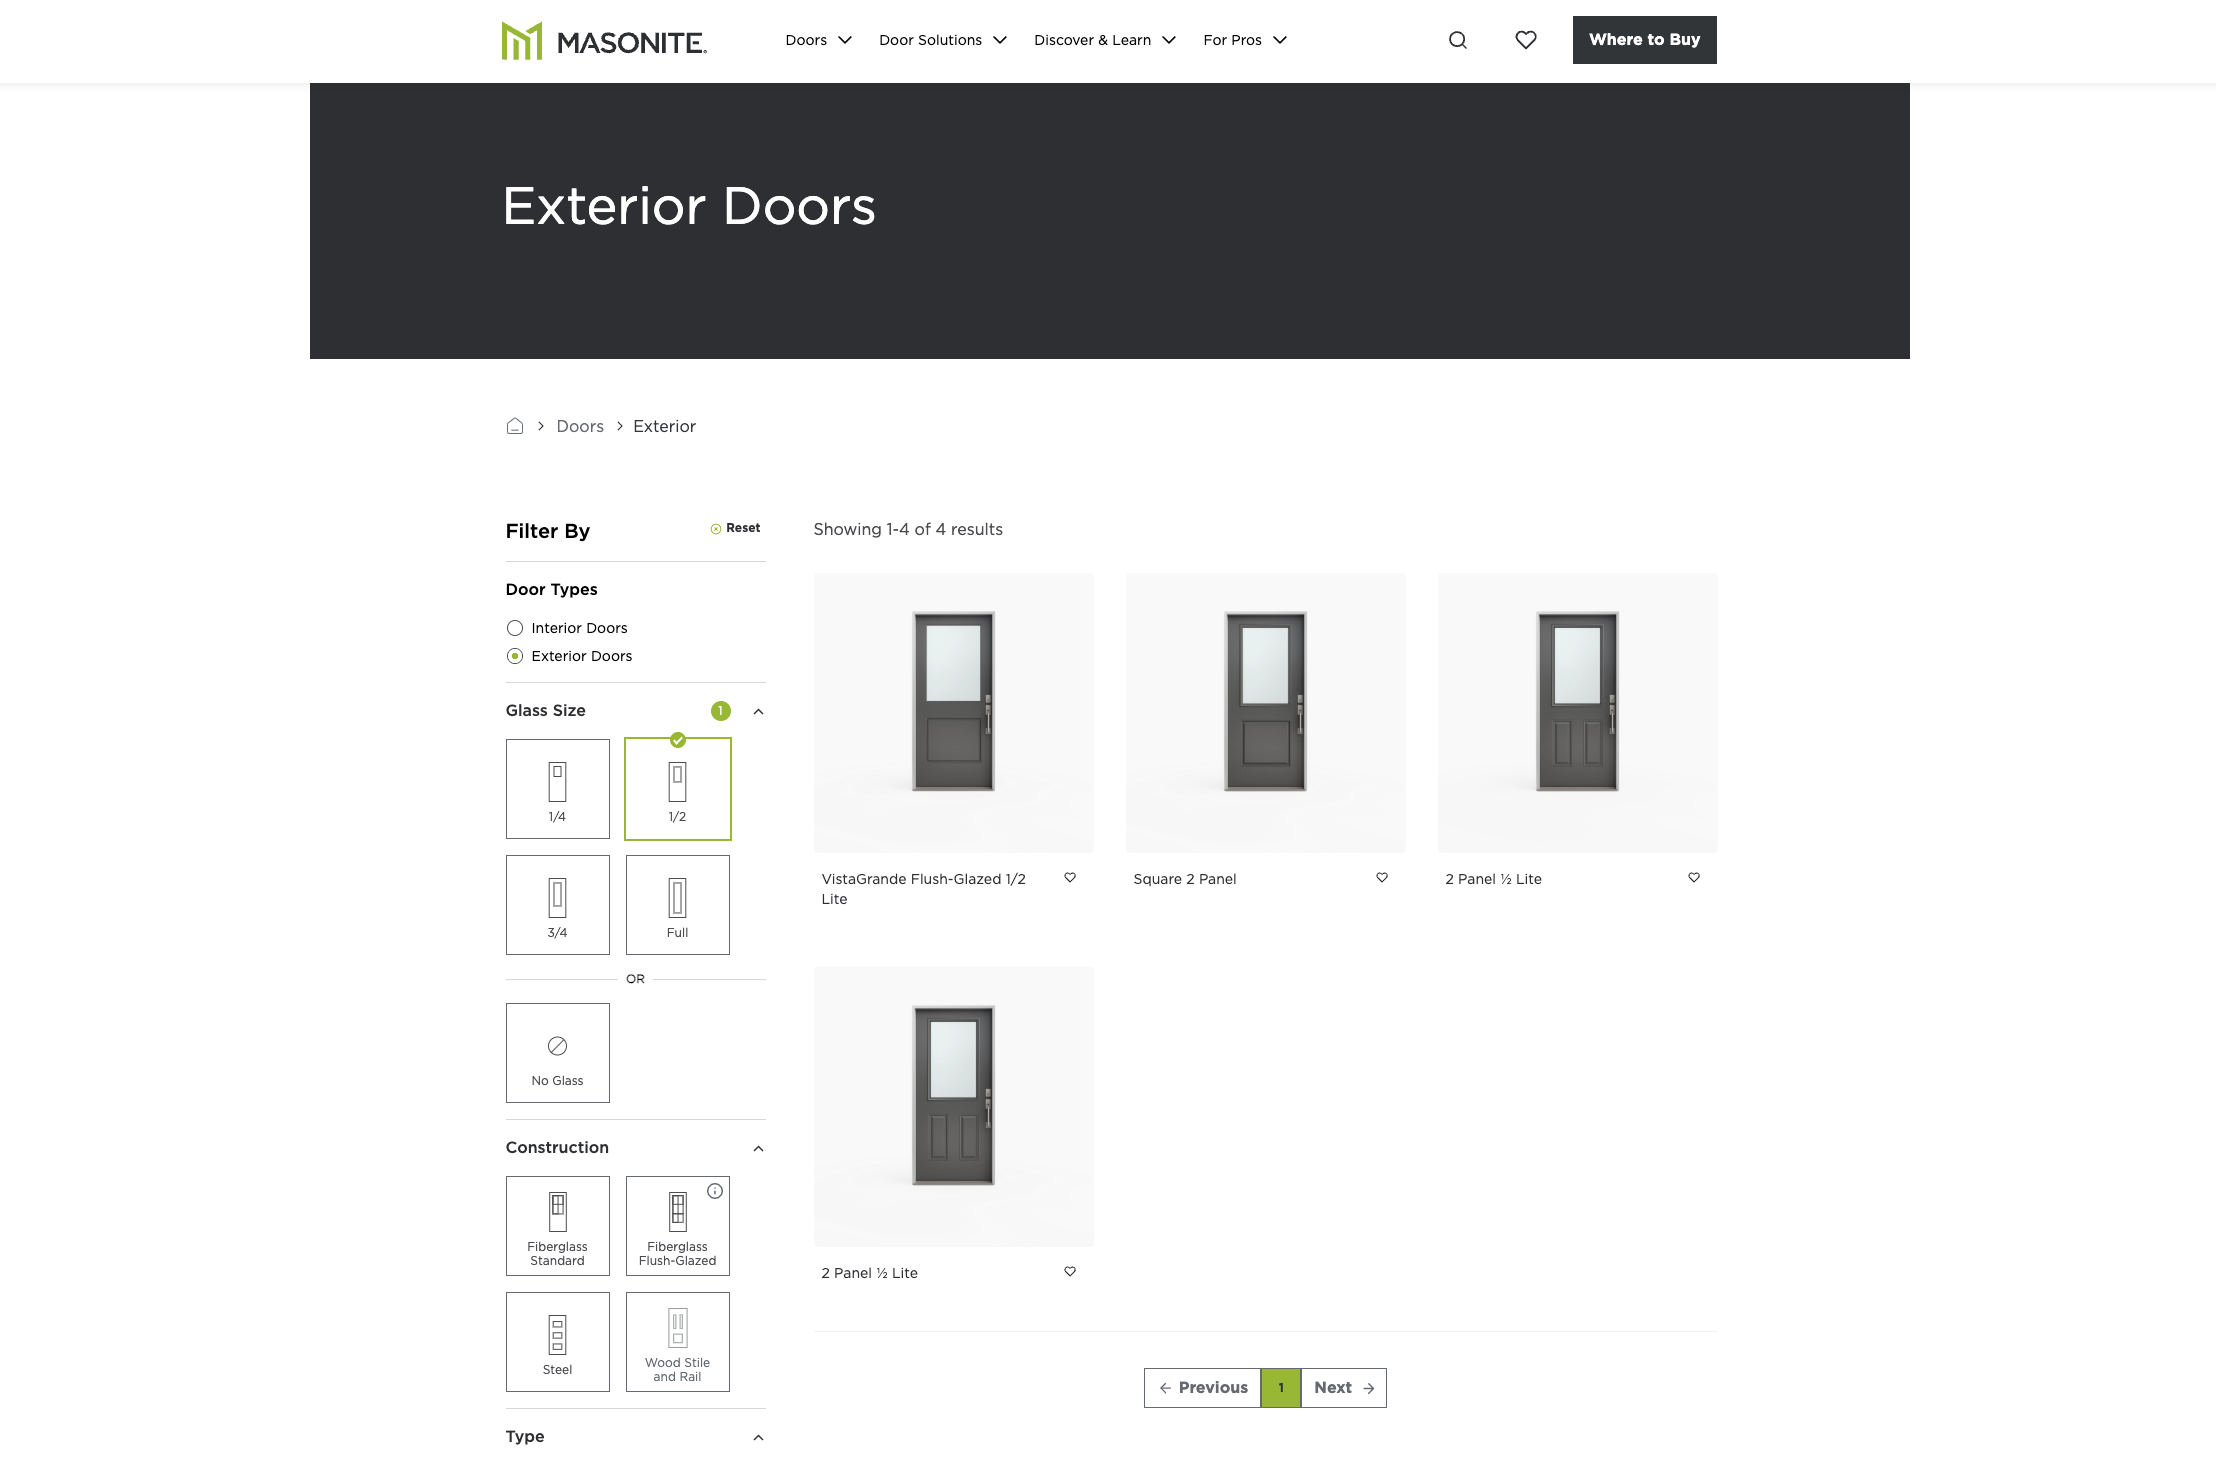 MASONITE.
Doors
Door Solutions
Discover & Learn
For Pros
Where to Buy
Exterior Doors
Doors
Exterior
Filter By
Reset
Showing 1-4 of 4 results
Door Types
Interior Doors
Exterior Doors
Glass Size
1
1/4
1/2
3/4
Full
OR
No Glass
Construction
Fiberglass
Standard
Fiberglass
Flush-Glazed
Steel
Wood Stile
and Rail
Type
VistaGrande Flush-Glazed 1/2
Lite
Square 2 Panel
2 Panel ½ Lite
2 Panel ½ Lite
Previous
1
Next